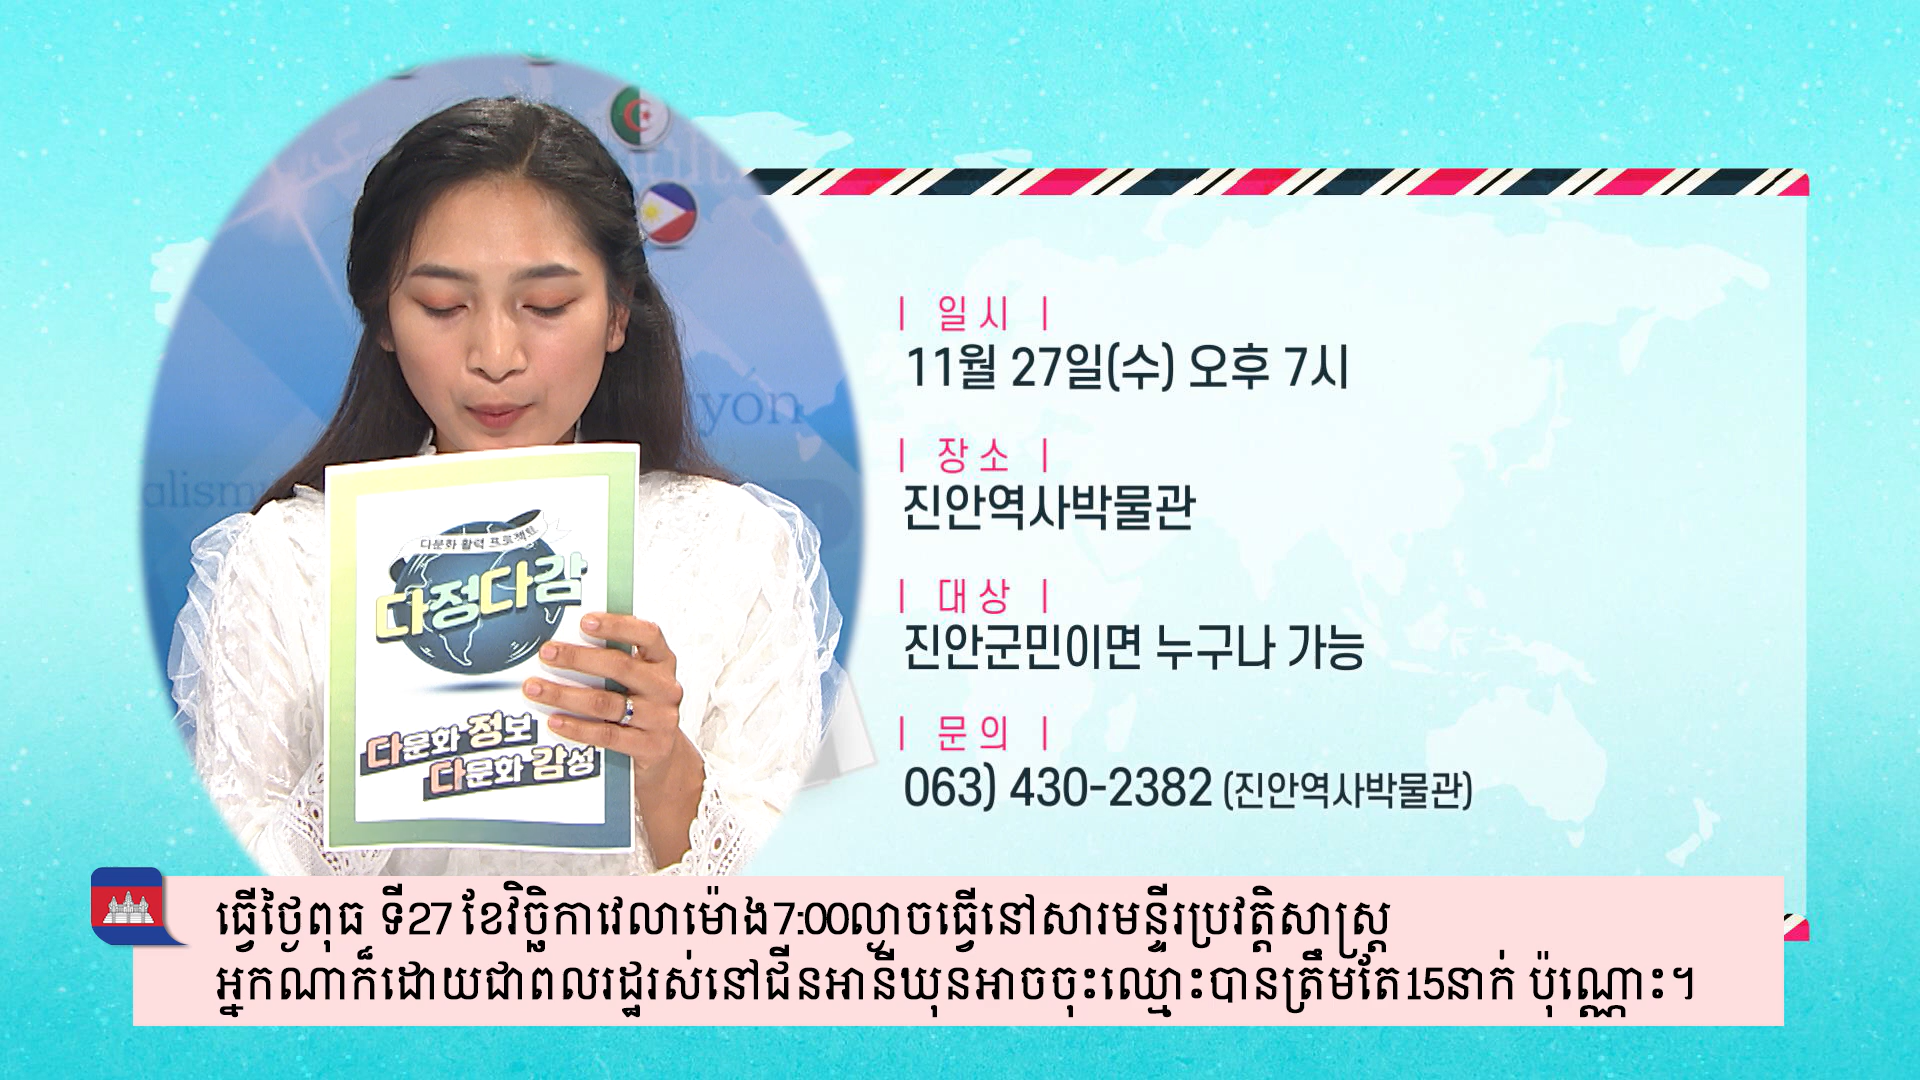 | 일시 |
11월 27일(수) 오후 7시
| 장소 |
진안역사박물관
| 대상 |
진안군민이면 누구나 가능
| 문의 |
063) 430-2382 (진안역사박물관)
다문화 활력 프로젝트
다정다감
다문화 정보
다문화 감성
alism
yón
ធ្វើថ្ងៃពុធ ទី27 ខែវិច្ឆិកាវេលាម៉ោង7:00ល្ងាចធ្វើនៅសារមន្ទីរប្រវត្តិសាស្ត្រ
អ្នកណាក៏ដោយជាពលរដ្ឋរស់នៅជីនអានីឃុនអាចចុះឈ្មោះបានត្រឹមតែ15នាក់ ប៉ុណ្ណោះ។